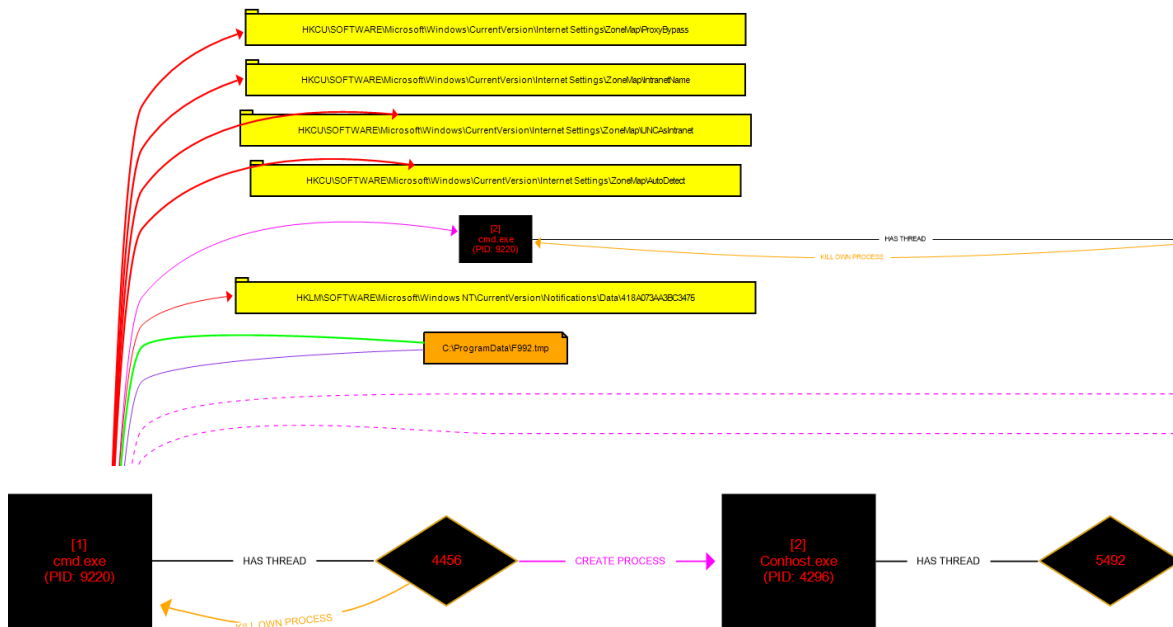 HKCU\SOFTWARE\Microsoft\Windows\CurrentVersion\Internet Settings\ZoneMap\ProxyBypass
HKCU\SOFTWARE\Microsoft\Windows\CurrentVersion\Internet Settings\ZoneMap\IntranetName
HKCU\SOFTWARE\Microsoft\Windows\CurrentVersion\Internet Settings\ZoneMap\UNCAsIntranet
HKCU\SOFTWARE\Microsoft\Windows\CurrentVersion\Internet Settings\ZoneMap\AutoDetect
[2]
cmd.exe
(PID: 9220)
HAS THREAD
KILL OWN PROCESS
HKLM\SOFTWARE\Microsoft\Windows NT\CurrentVersion\Notifications\Data\418A073AA3BC3475
C:\ProgramData\F992.tmp
[1]
cmd.exe
(PID: 9220)
HAS THREAD
4456
CREATE PROCESS
[2]
Conhost.exe
(PID: 4296)
HAS THREAD
5492
KILL OWN PROCESS